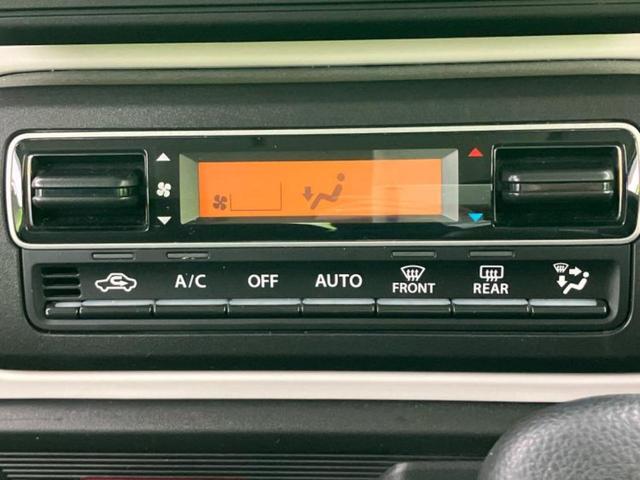 A/C OFF AUTO FRONT REAR